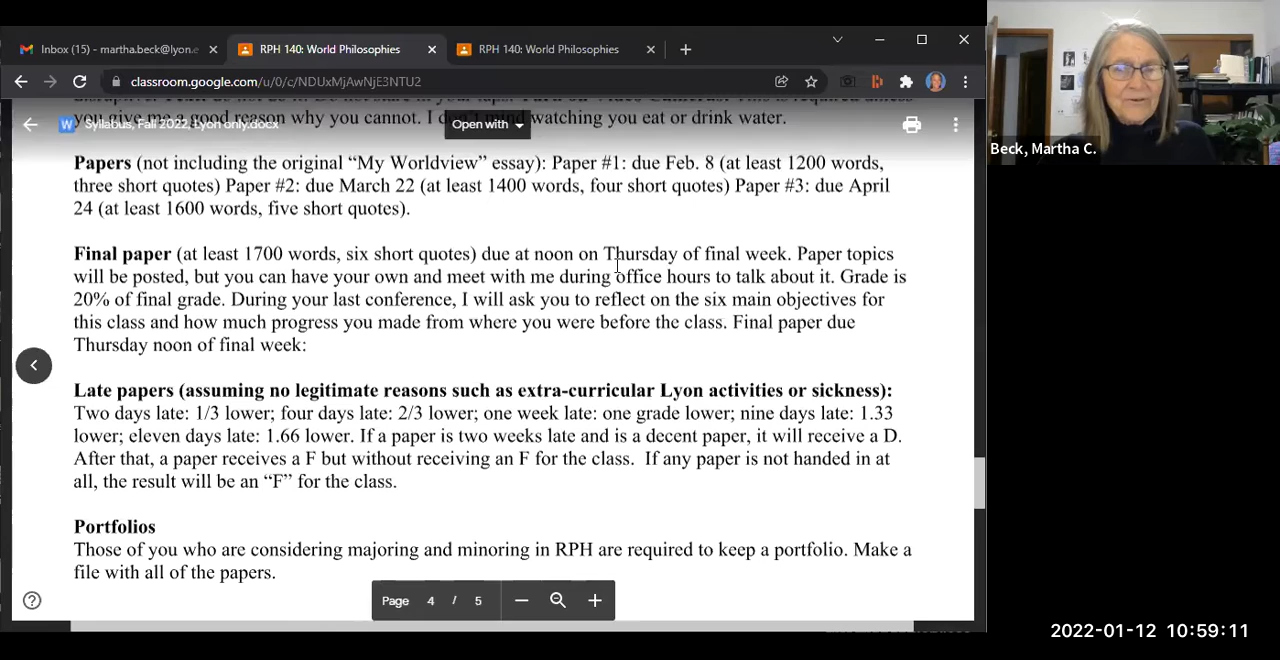 Inbox (15) - martha.beck@lyon.e
RPH 140: World Philosophies
RPH 140: World Philosophies
classroom.google.com/u/0/c/NDUxMjAwNjE3NTU2
you give me a good reason why you cannot. I don't mind watching you eat or drink water.
Syllabus, Fall 2022, Lyon only.docx
Open with
Papers (not including the original “My Worldview” essay): Paper #1: due Feb. 8 (at least 1200 words,
three short quotes) Paper #2: due March 22 (at least 1400 words, four short quotes) Paper #3: due April
24 (at least 1600 words, five short quotes).
Final paper (at least 1700 words, six short quotes) due at noon on Thursday of final week. Paper topics
will be posted, but you can have your own and meet with me during office hours to talk about it. Grade is
20% of final grade. During your last conference, I will ask you to reflect on the six main objectives for
this class and how much progress you made from where you were before the class. Final paper due
Thursday noon of final week:
Late papers (assuming no legitimate reasons such as extra-curricular Lyon activities or sickness):
Two days late: 1/3 lower; four days late: 2/3 lower; one week late: one grade lower; nine days late: 1.33
lower; eleven days late: 1.66 lower. If a paper is two weeks late and is a decent paper, it will receive a D.
After that, a paper receives a F but without receiving an F for the class.  If any paper is not handed in at
all, the result will be an “F” for the class.
Portfolios
Those of you who are considering majoring and minoring in RPH are required to keep a portfolio. Make a
file with all of the papers.
Page 4 / 5
Beck, Martha C.
2022-01-12 10:59:11